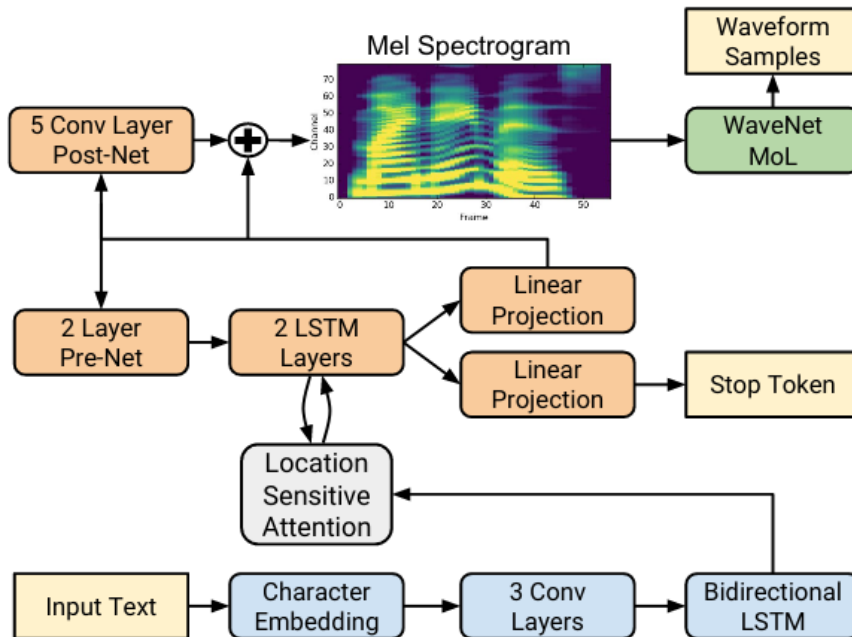 Waveform
Samples
Mel Spectrogram
5 Conv Layer
Post-Net
WaveNet
MoL
Channel
70
60
50
40
30
20
10
0
0 10 20 30 40 50
Frame
2 Layer
Pre-Net
2 LSTM
Layers
Linear
Projection
Linear
Projection
Stop Token
Location
Sensitive
Attention
Input Text
Character
Embedding
3 Conv
Layers
Bidirectional
LSTM